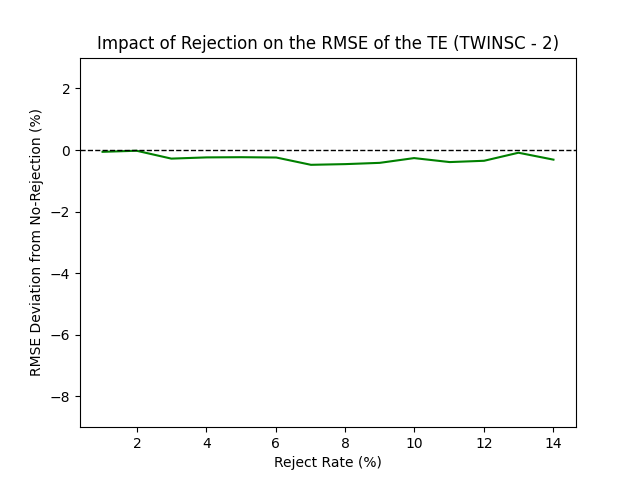 Impact of Rejection on the RMSE of the TE (TWINSC - 2)
RMSE Deviation from No-Rejection (%)
2
0
−2
−4
−6
−8
2 4 6 8 10 12 14
Reject Rate (%)